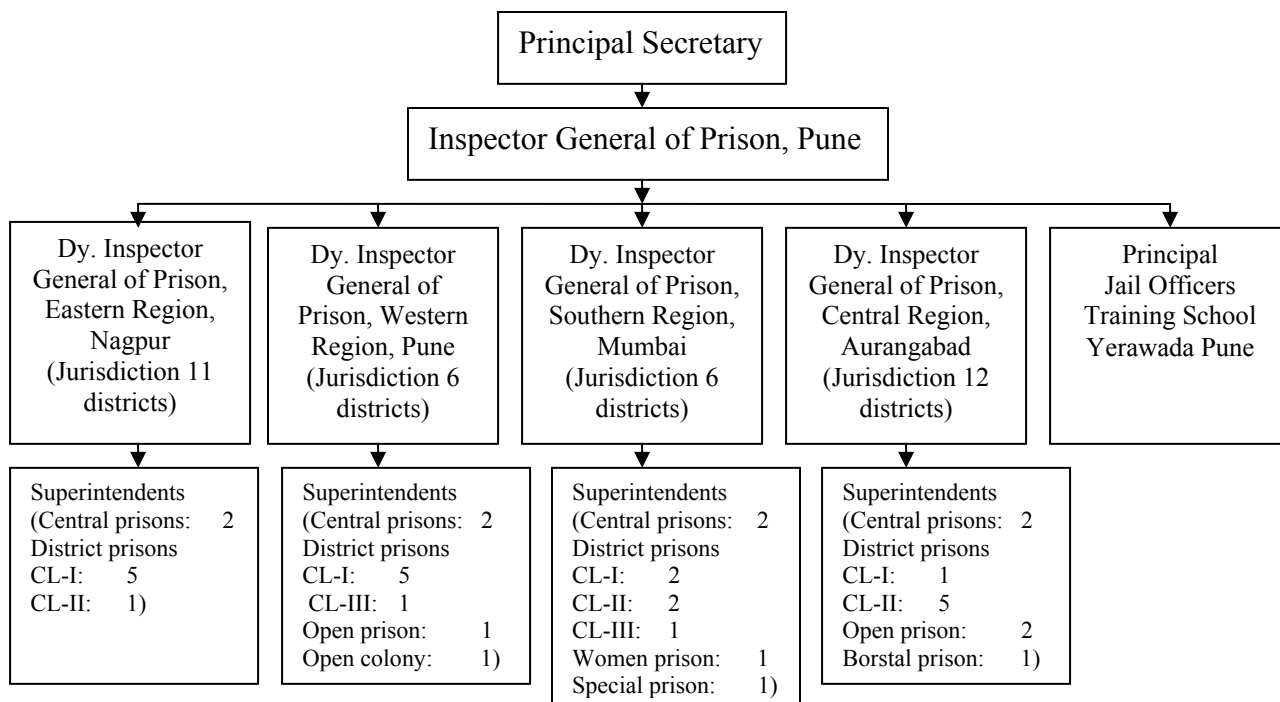 Principal Secretary
Inspector General of Prison, Pune
Dy. Inspector
General of Prison,
Eastern Region,
Nagpur
(Jurisdiction 11
districts)
Dy. Inspector
General of
Prison, Western
Region, Pune
(Jurisdiction 6
districts)
Dy. Inspector
General of Prison,
Southern Region,
Mumbai
(Jurisdiction 6
districts)
Dy. Inspector
General of Prison,
Central Region,
Aurangabad
(Jurisdiction 12
districts)
Principal
Jail Officers
Training School
Yerawada Pune
Superintendents
(Central prisons: 2
District prisons
CL-I: 5
CL-II: 1)
Superintendents
(Central prisons: 2
District prisons
CL-I: 5
CL-III: 1
Open prison: 1
Open colony: 1)
Superintendents
(Central prisons: 2
District prisons
CL-I: 2
CL-II: 2
CL-III: 1
Women prison: 1
Special prison: 1)
Superintendents
(Central prisons: 2
District prisons
CL-I: 1
CL-II: 5
Open prison: 2
Borstal prison: 1)